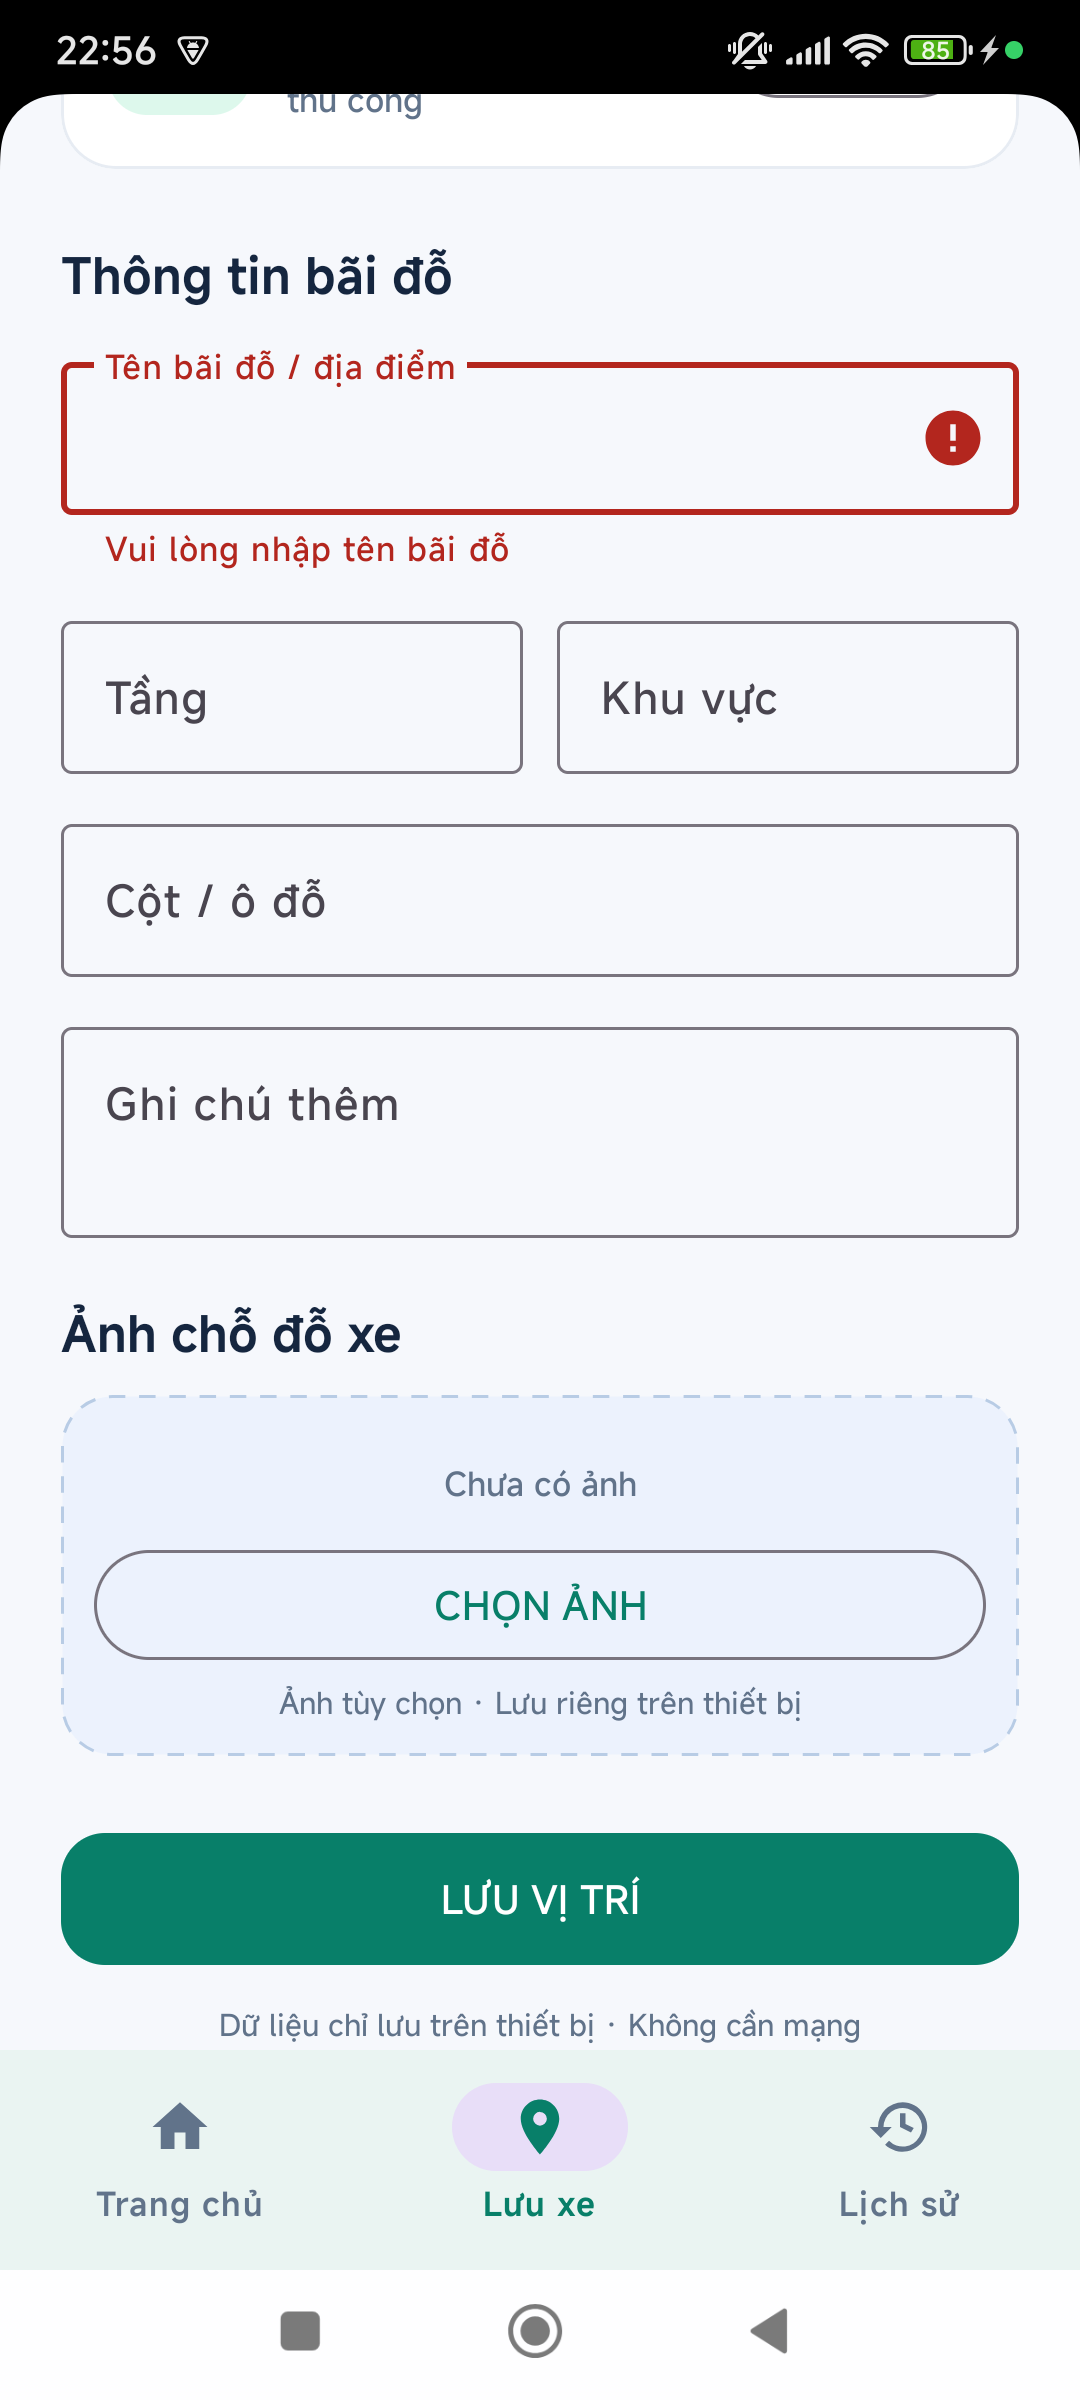 22:56
85
thủ công
Thông tin bãi đỗ
Tên bãi đỗ / địa điểm
Vui lòng nhập tên bãi đỗ
Tầng
Khu vực
Cột / ô đỗ
Ghi chú thêm
Ảnh chỗ đỗ xe
Chưa có ảnh
CHỌN ẢNH
Ảnh tùy chọn · Lưu riêng trên thiết bị
LƯU VỊ TRÍ
Dữ liệu chỉ lưu trên thiết bị · Không cần mạng
Trang chủ
Lưu xe
Lịch sử